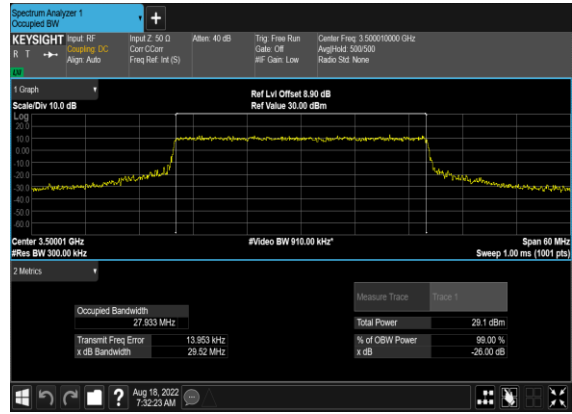 Spectrum Analyzer 1
Occupied BW
+
KEYSIGHT
R T
Input: RF
Coupling: DC
Align: Auto
Input Z: 50 Ω
Corr CCorr
Freq Ref: Int (S)
Atten: 40 dB
Trig: Free Run
Gate: Off
#IF Gain: Low
Center Freq: 3.500010000 GHz
Avg|Hold: 500/500
Radio Std: None
1 Graph
Scale/Div 10.0 dB
Ref Lvl Offset 8.90 dB
Ref Value 30.00 dBm
Log
20.0
10.0
0.00
-10.0
-20.0
-30.0
-40.0
-50.0
-60.0
Center 3.50001 GHz
#Res BW 300.00 kHz
#Video BW 910.00 kHz*
Span 60 MHz
Sweep 1.00 ms (1001 pts)
2 Metrics
Measure Trace Trace 1
Occupied Bandwidth
27.933 MHz
Total Power 29.1 dBm
Transmit Freq Error 13.953 kHz
% of OBW Power 99.00 %
x dB Bandwidth 29.52 MHz
x dB -26.00 dB
?
Aug 18, 2022
7:32:23 AM